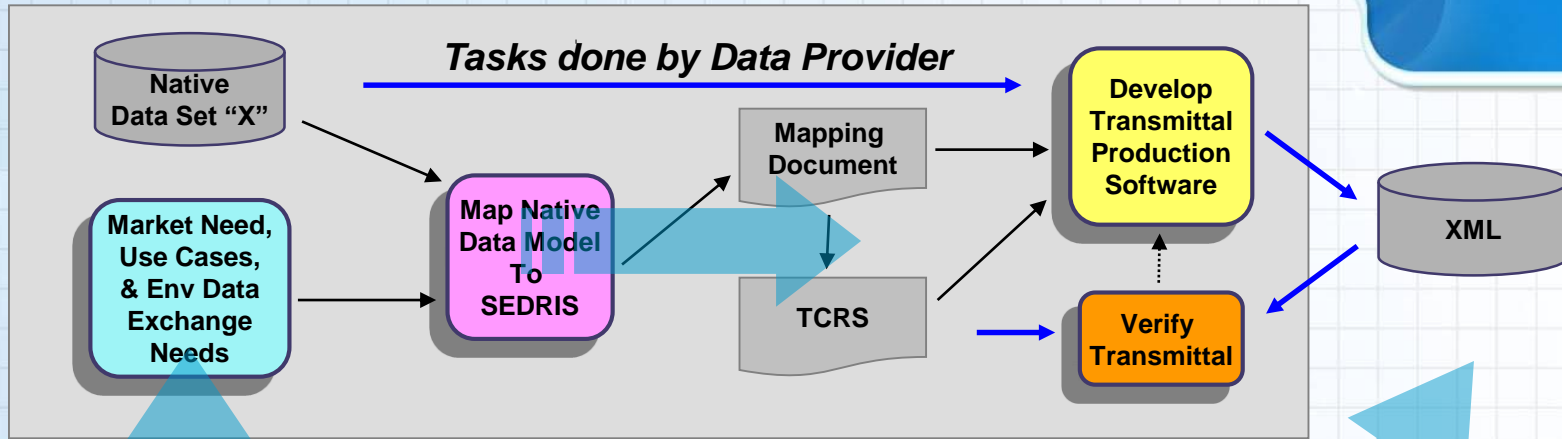 Tasks done by Data Provider
Native
Data Set “X”
Market Need,
Use Cases,
& Env Data
Exchange
Needs
Map Native
Data Model
To
SEDRIS
Mapping
Document
TCRS
Develop
Transmittal
Production
Software
Verify
Transmittal
XML